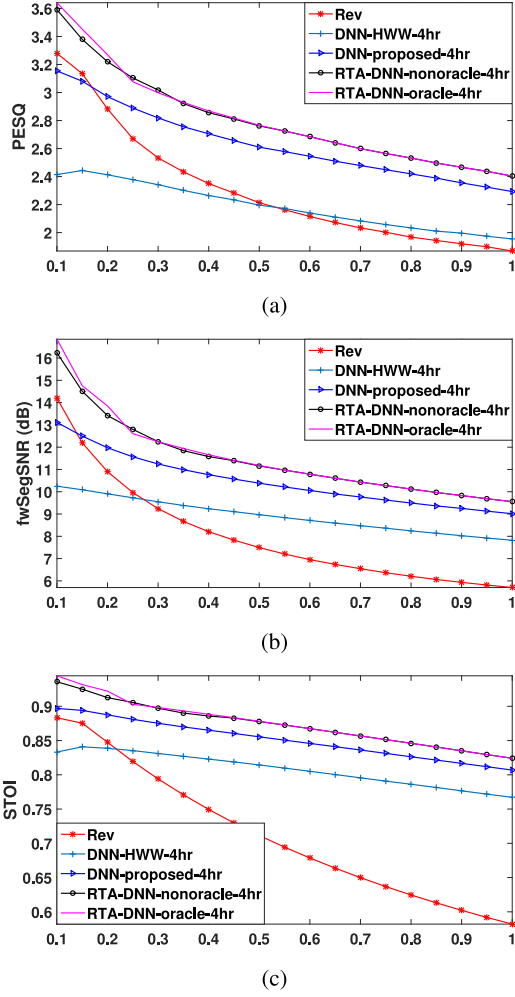 3.6
3.4
3.2
3
2.8
2.6
2.4
2.2
2
PESQ
Rev
DNN-HWW-4hr
DNN-proposed-4hr
RTA-DNN-nonoracle-4hr
RTA-DNN-oracle-4hr
0.1 0.2 0.3 0.4 0.5 0.6 0.7 0.8 0.9 1
(a)
16
15
14
13
12
11
10
9
8
7
6
fwSegSNR (dB)
Rev
DNN-HWW-4hr
DNN-proposed-4hr
RTA-DNN-nonoracle-4hr
RTA-DNN-oracle-4hr
0.1 0.2 0.3 0.4 0.5 0.6 0.7 0.8 0.9 1
(b)
0.9
0.85
0.8
0.75
0.7
0.65
0.6
STOI
Rev
DNN-HWW-4hr
DNN-proposed-4hr
RTA-DNN-nonoracle-4hr
RTA-DNN-oracle-4hr
0.1 0.2 0.3 0.4 0.5 0.6 0.7 0.8 0.9 1
(c)